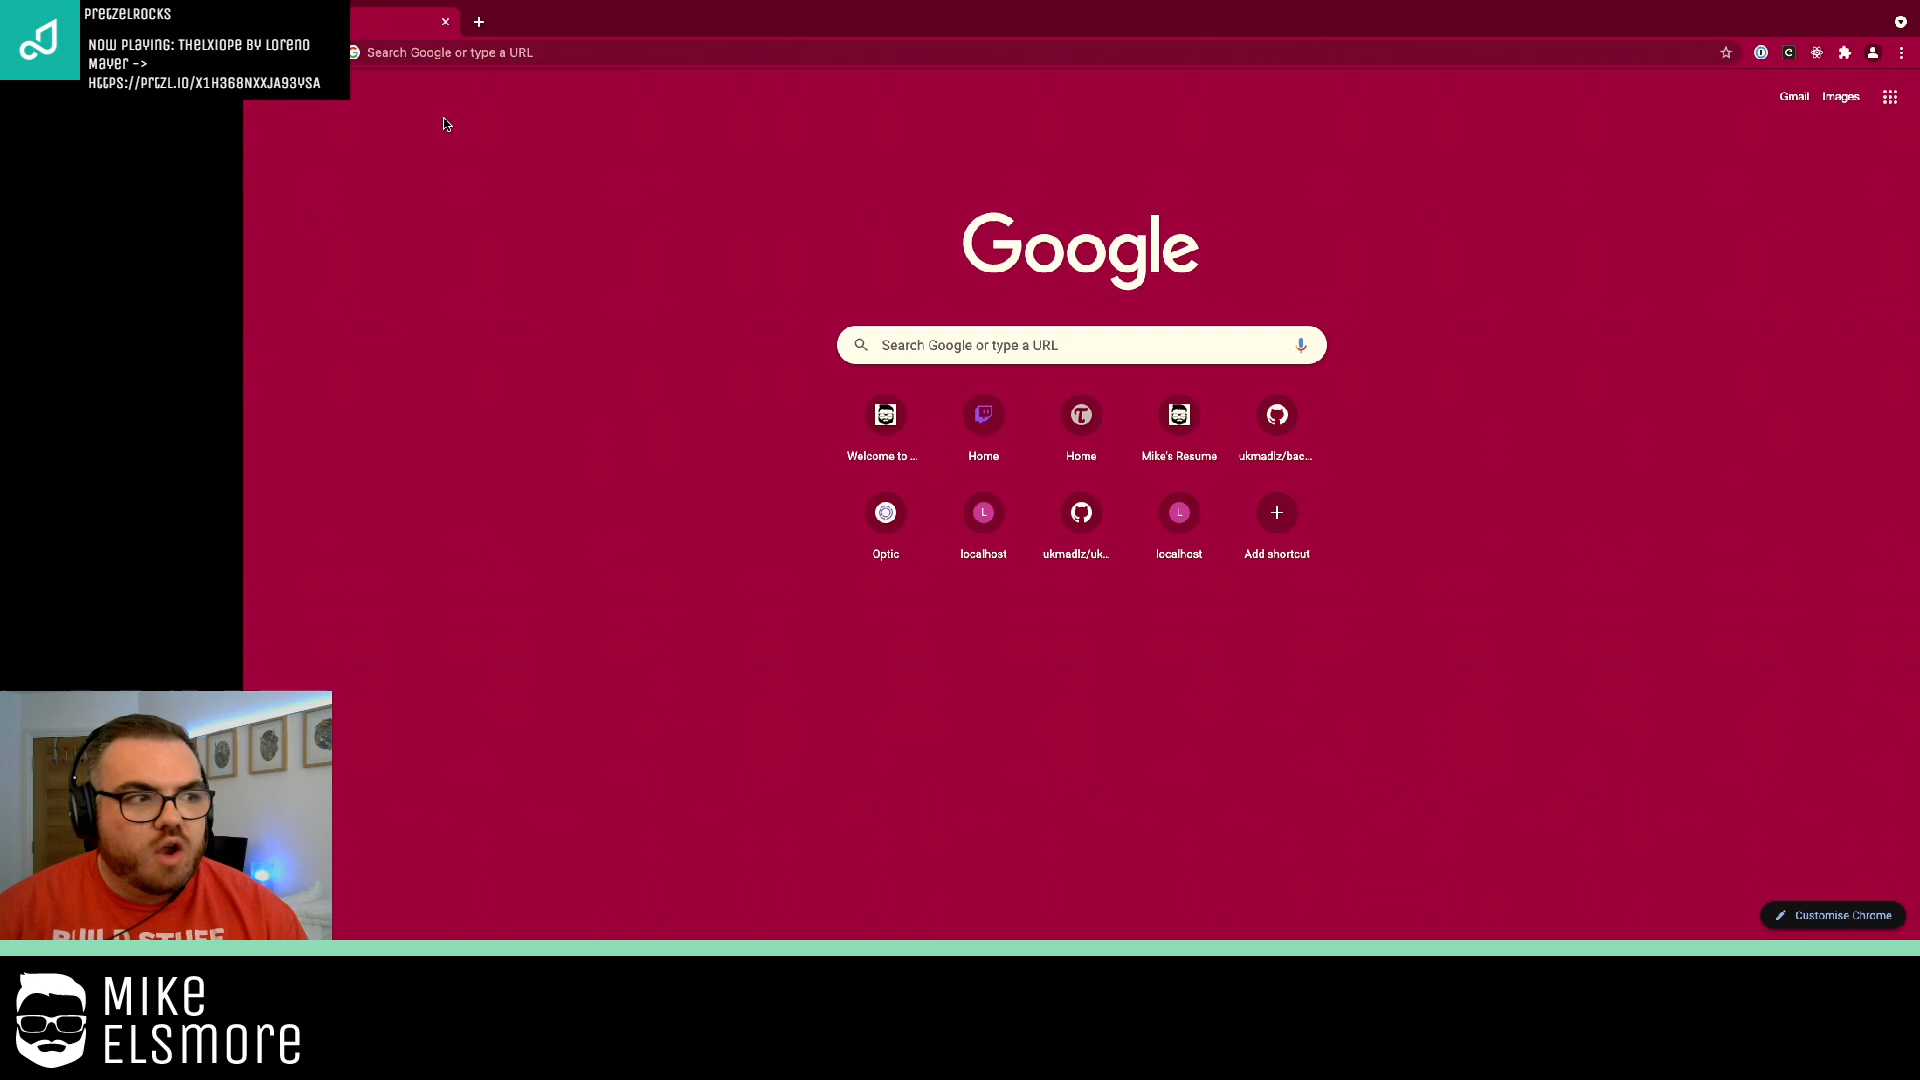 PretzelRocks
Now Playing: Thelxiope by Loreno
Mayer ->
https://prtzl.io/x1H368NxxJA93YSA
Search Google or type a URL
Gmail
Images
Google
Search Google or type a URL
Welcome to ...
Home
Home
Mike's Resume
ukmadlz/bac...
Optic
localhost
ukmadlz/uk...
localhost
Add shortcut
Customise Chrome
BUILD STUFF
Mike
Elsmore